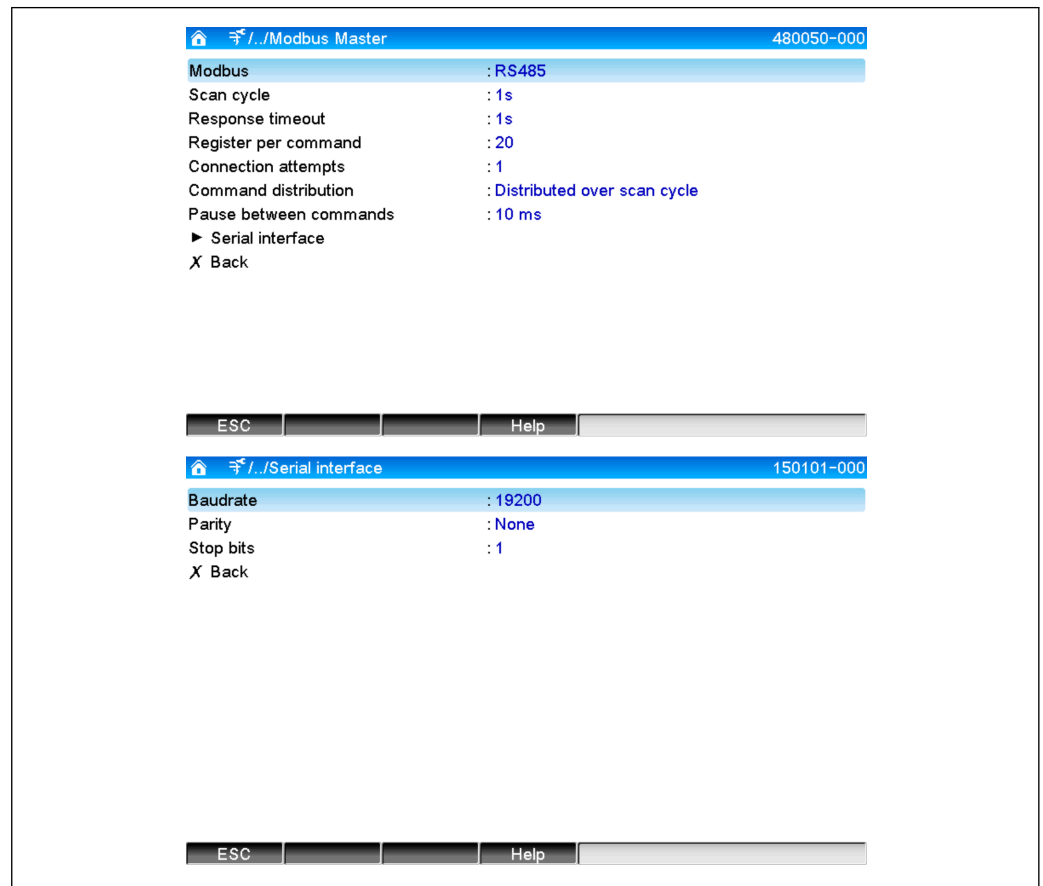 /../Modbus Master 480050-000
Modbus : RS485
Scan cycle : 1s
Response timeout : 1s
Register per command : 20
Connection attempts : 1
Command distribution : Distributed over scan cycle
Pause between commands : 10 ms
► Serial interface
X Back
ESC Help
/../Serial interface 150101-000
Baudrate : 19200
Parity : None
Stop bits : 1
X Back
ESC Help